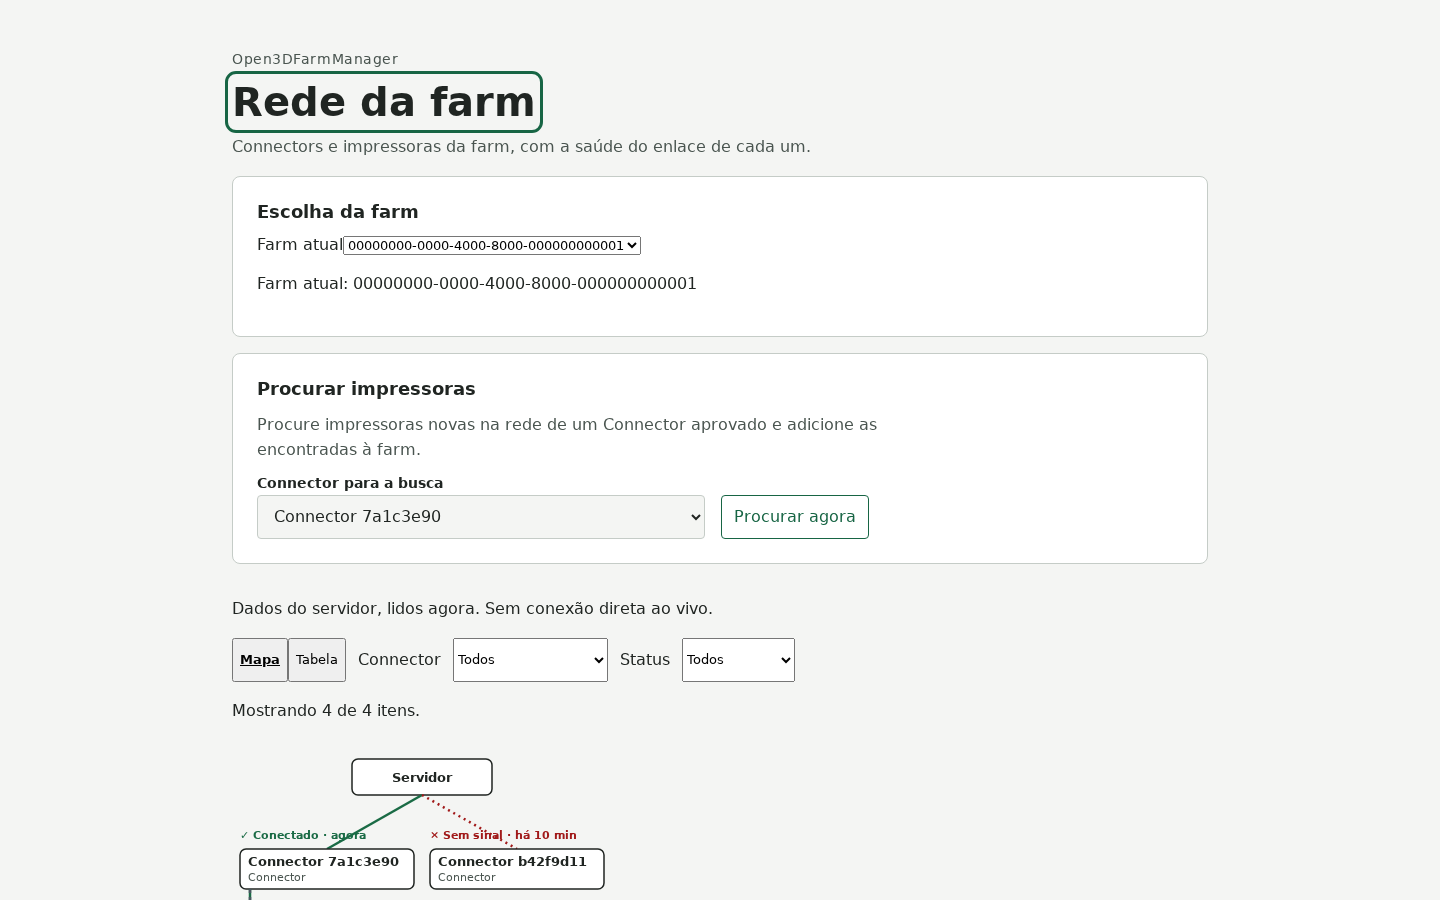 Open3DFarmManager
Rede da farm
Connectors e impressoras da farm, com a saúde do enlace de cada um.
Escolha da farm
Farm atual 00000000-0000-4000-8000-000000000001
Farm atual: 00000000-0000-4000-8000-000000000001
Procurar impressoras
Procure impressoras novas na rede de um Connector aprovado e adicione as
encontradas à farm.
Connector para a busca
Connector 7a1c3e90 Procurar agora
Dados do servidor, lidos agora. Sem conexão direta ao vivo.
Mapa Tabela Connector Todos Status Todos
Mostrando 4 de 4 itens.
Servidor
✓ Conectado · agora
✕ Sem sinal · há 10 min
Connector 7a1c3e90
Connector
Connector b42f9d11
Connector